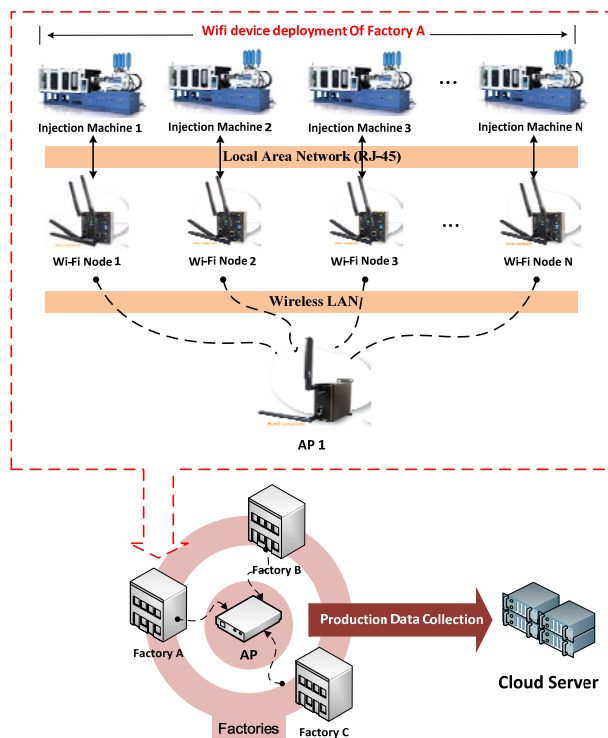 Wifi device deployment Of Factory A
...
Injection Machine 1
Injection Machine 2
Injection Machine 3
Injection Machine N
Local Area Network (RJ-45)
...
Wi-Fi Node 1
Wi-Fi Node 2
Wi-Fi Node 3
Wi-Fi Node N
Wireless LAN
AP 1
Factory B
Factory A
AP
Production Data Collection
Cloud Server
Factory C
Factories